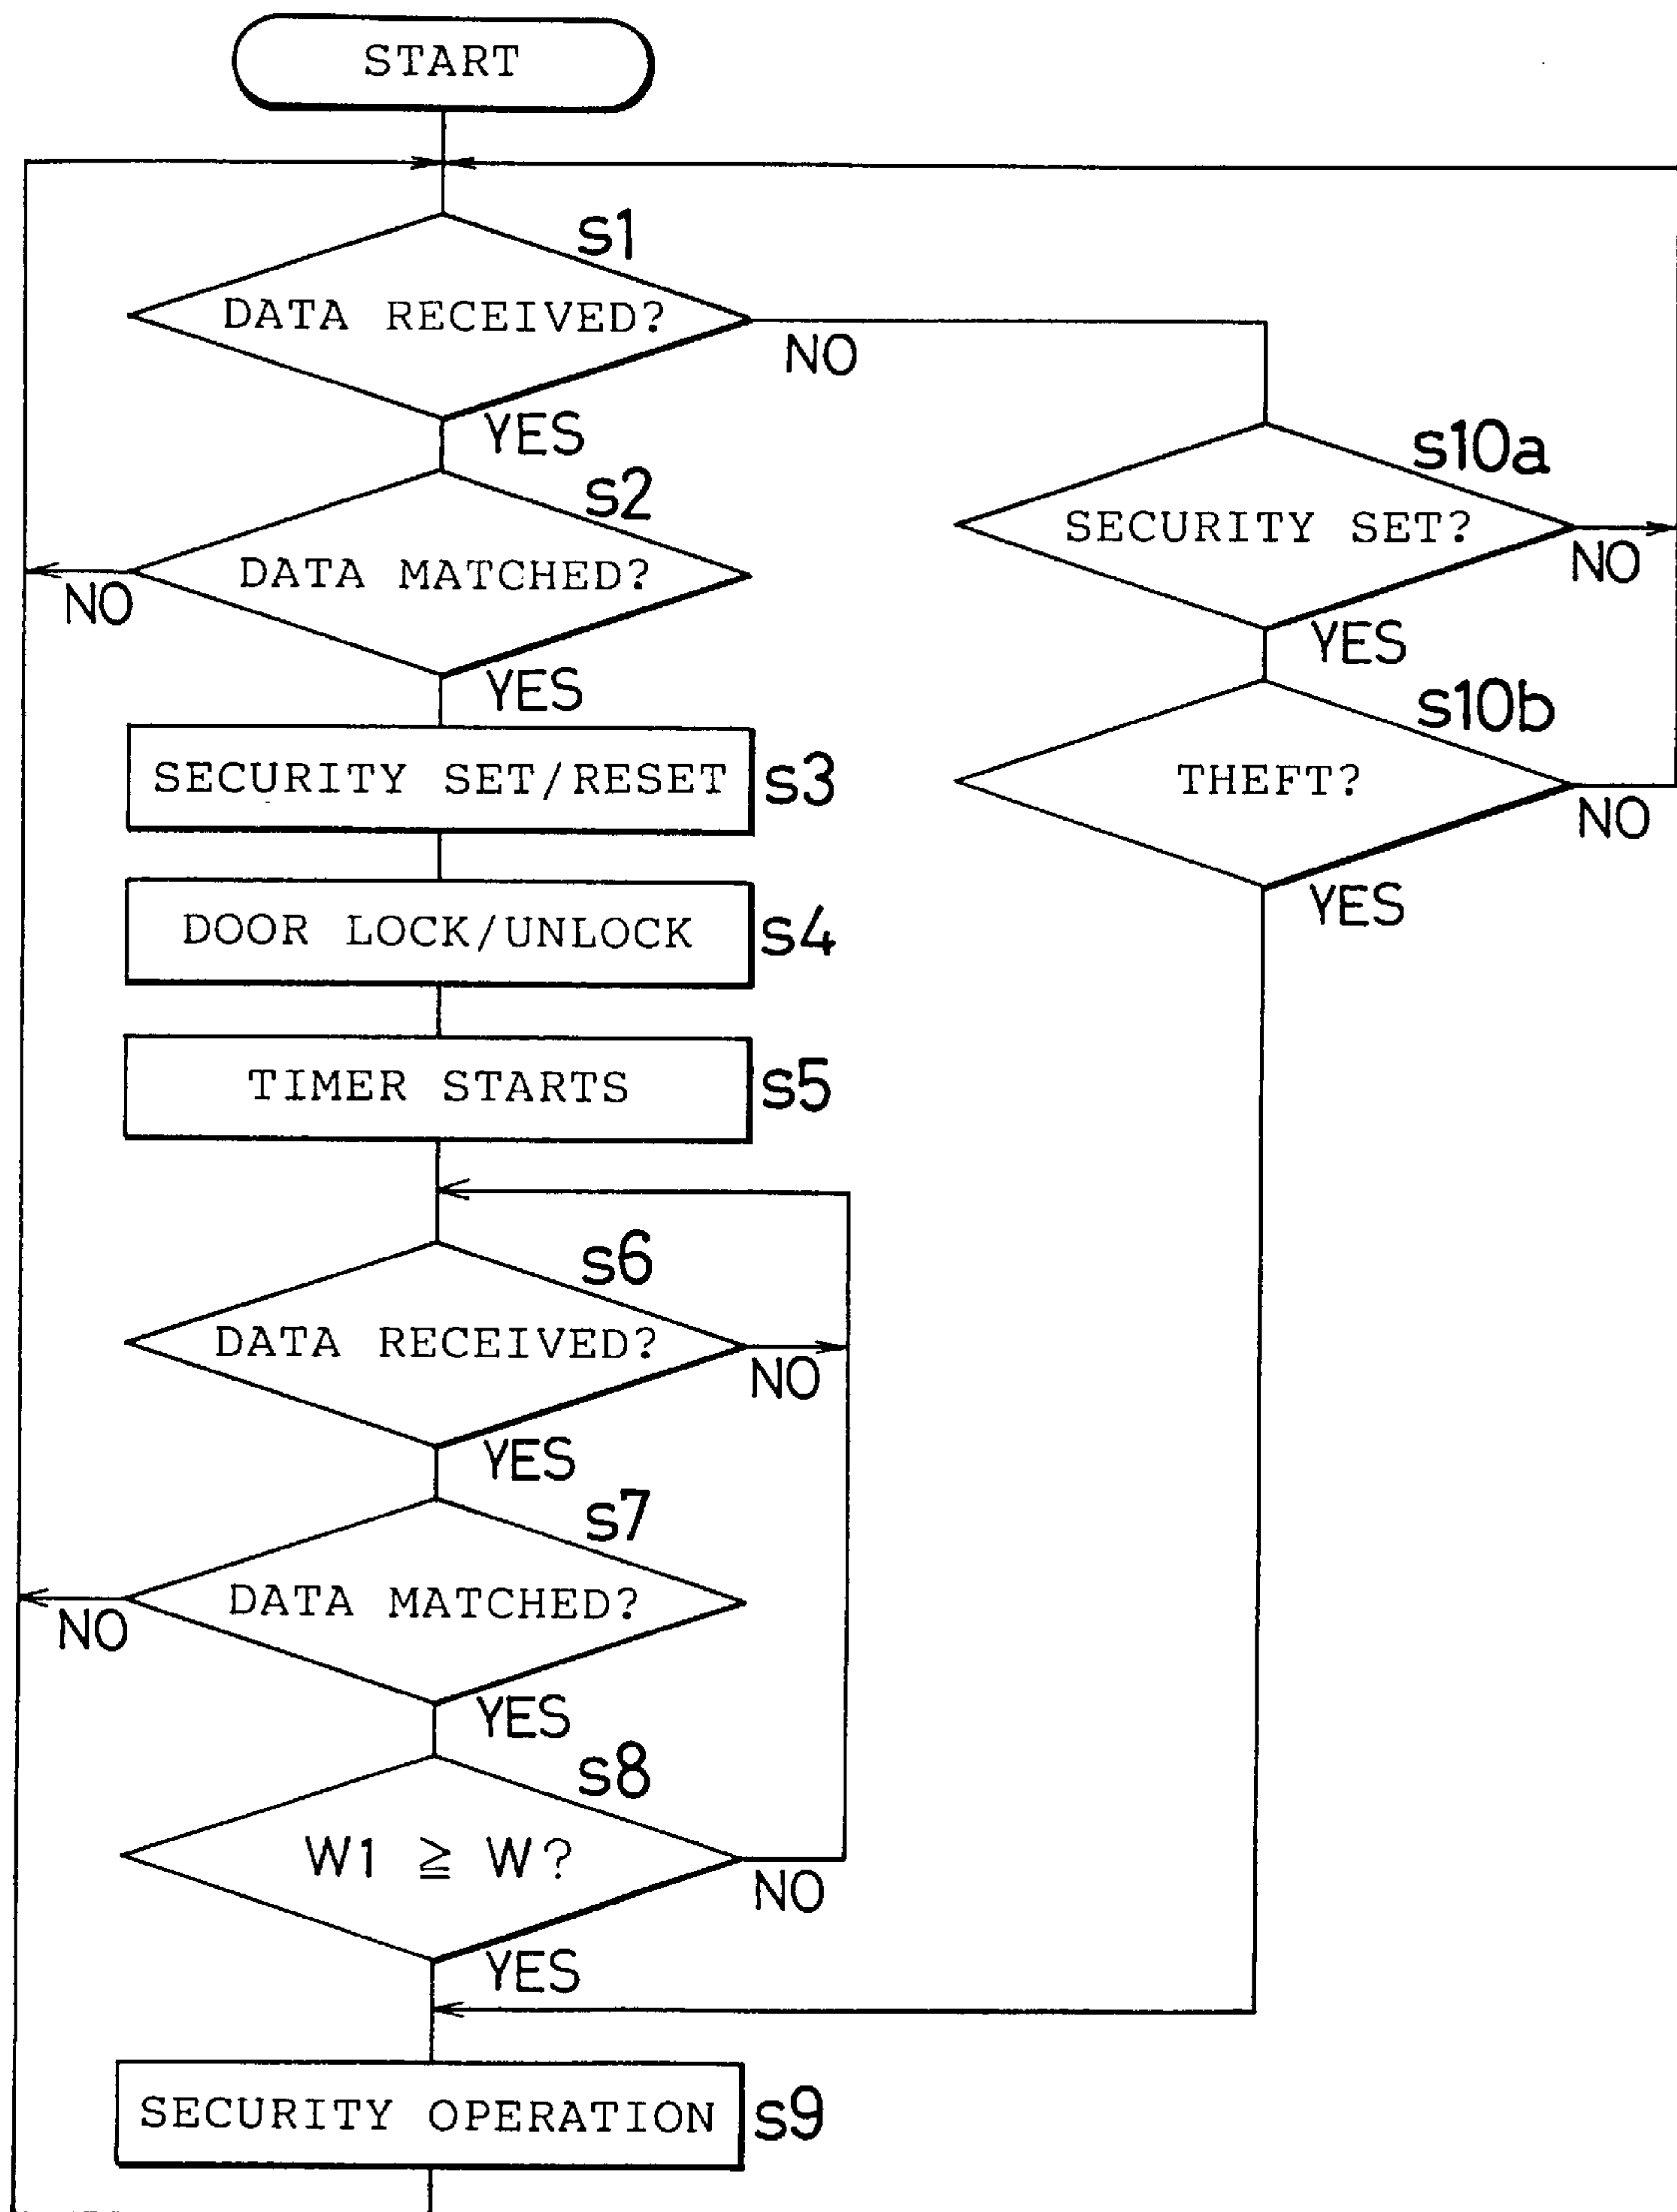 START
s1
DATA RECEIVED?
NO
YES
s2
DATA MATCHED?
NO
YES
s10a
SECURITY SET?
NO
YES
s10b
THEFT?
NO
YES
SECURITY SET/RESET
s3
DOOR LOCK/UNLOCK
s4
TIMER STARTS
s5
s6
DATA RECEIVED?
NO
YES
s7
DATA MATCHED?
NO
YES
s8
W1 ≧ W?
NO
YES
SECURITY OPERATION
s9